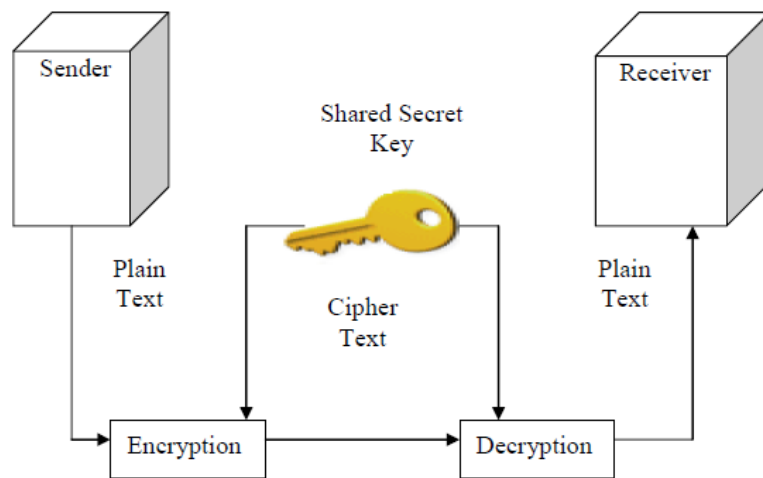 Sender
Receiver
Shared Secret
Key
Plain
Text
Cipher
Text
Plain
Text
Encryption
Decryption